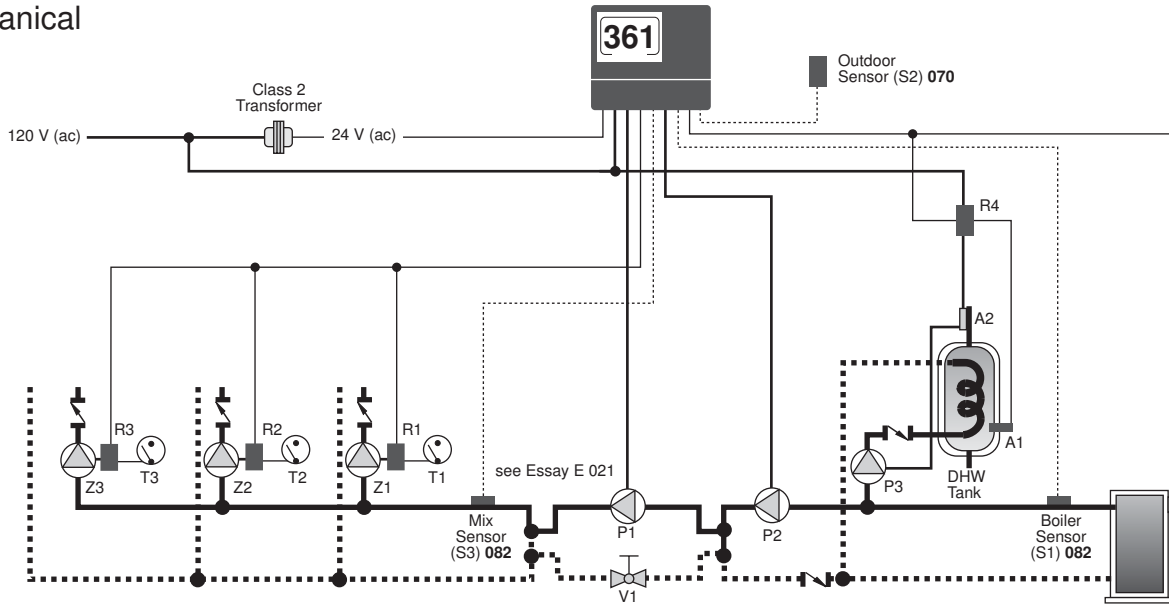 anical
361
Outdoor
Sensor (S2) 070
Class 2
Transformer
120 V (ac)
24 V (ac)
R4
A2
R3
R2
R1
T3
T2
T1
Z3
Z2
Z1
see Essay E 021
A1
P3
DHW
Tank
Mix
Sensor
(S3) 082
P1
P2
Boiler
Sensor
(S1) 082
V1